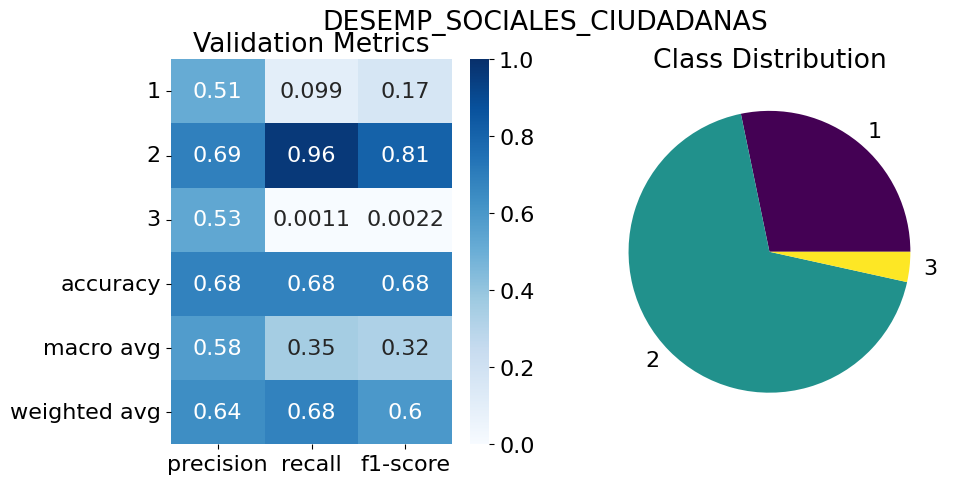 DESEMP_SOCIALES_CIUDADANAS
Validation Metrics
1 0.51 0.099 0.17
2 0.69 0.96 0.81
3 0.53 0.0011 0.0022
accuracy 0.68 0.68 0.68
macro avg 0.58 0.35 0.32
weighted avg 0.64 0.68 0.6
precision recall f1-score
1.0
0.8
0.6
0.4
0.2
0.0
Class Distribution
1
2
3